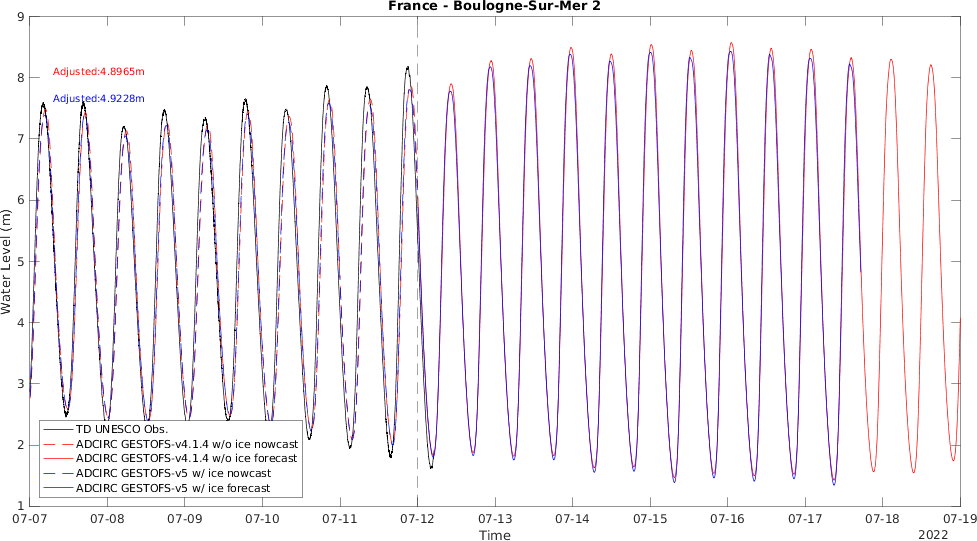 France - Boulogne-Sur-Mer 2
9
8
7
6
5
4
3
2
1
Water Level (m)
Adjusted:4.8965m
Adjusted:4.9228m
TD UNESCO Obs.
ADCIRC GESTOFS-v4.1.4 w/o ice nowcast
ADCIRC GESTOFS-v4.1.4 w/o ice forecast
ADCIRC GESTOFS-v5 w/ ice nowcast
ADCIRC GESTOFS-v5 w/ ice forecast
07-07 07-08 07-09 07-10 07-11 07-12 07-13 07-14 07-15 07-16 07-17 07-18 07-19
Time
2022